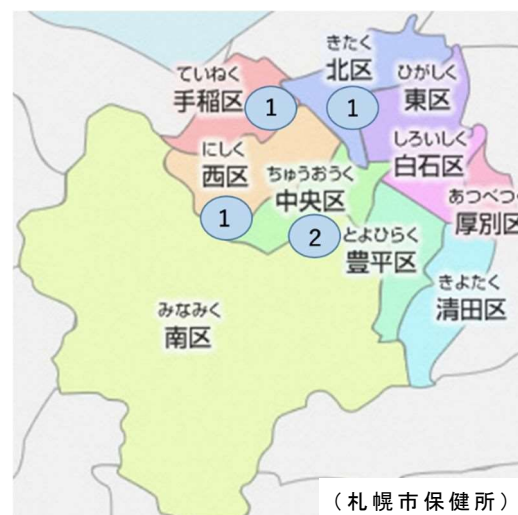 きたく
北区
ひがしく
東区
ていねく
手稲区
1
1
しろいしく
白石区
にしく
西区
ちゅうおうく
中央区
あつべつ
厚別区
1
2
とよひらく
豊平区
きよたく
清田区
みなみく
南区
(札幌市保健所)